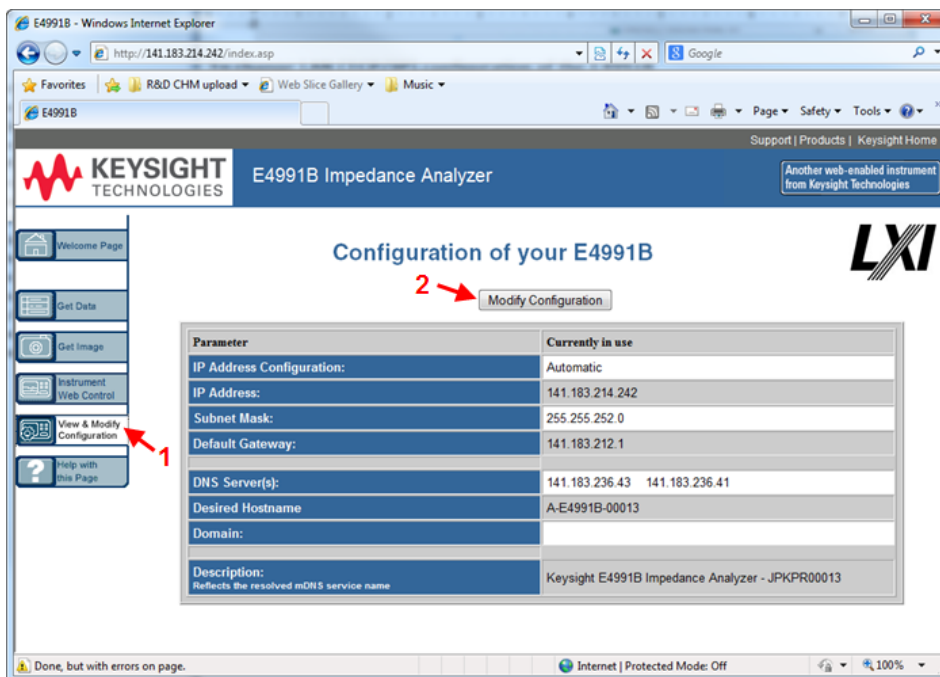 E4991B - Windows Internet Explorer
http://141.183.214.242/index.asp
Google
Favorites
R&D CHM upload
Web Slice Gallery
Music
E4991B
Page
Safety
Tools
Support | Products | Keysight Home
KEYSIGHT
TECHNOLOGIES
E4991B Impedance Analyzer
Another web-enabled instrument
from Keysight Technologies
Welcome Page
Get Data
Get Image
Instrument
Web Control
View & Modify
Configuration
Help with
this Page
1
Configuration of your E4991B
LXI
2
Modify Configuration
Parameter Currently in use
IP Address Configuration: Automatic
IP Address: 141.183.214.242
Subnet Mask: 255.255.252.0
Default Gateway: 141.183.212.1
DNS Server(s): 141.183.236.43 141.183.236.41
Desired Hostname A-E4991B-00013
Domain:
Description: Keysight E4991B Impedance Analyzer - JPKPR00013
Reflects the resolved mDNS service name
Done, but with errors on page.
Internet | Protected Mode: Off
100%